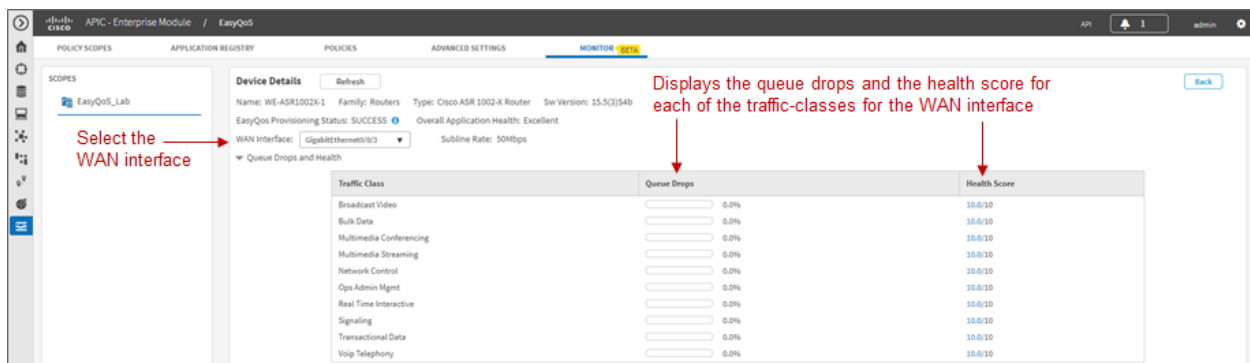 cisco APIC - Enterprise Module / EasyQoS API 1 admin
POLICY SCOPES APPLICATION REGISTRY POLICIES ADVANCED SETTINGS MONITOR BETA
SCOPES
EasyQoS_Lab
Select the
WAN interface
Device Details Refresh
Displays the queue drops and the health score for
each of the traffic-classes for the WAN interface
Back
Name: WE-ASR1002X-1 Family: Routers Type: Cisco ASR 1002-X Router Sw Version: 15.5(3)S4b
EasyQos Provisioning Status: SUCCESS Overall Application Health: Excellent
WAN Interface: GigabitEthernet0/0/3 Subline Rate: 50Mbps
Queue Drops and Health
Traffic Class Queue Drops Health Score
Broadcast Video 0.0% 10.0/10
Bulk Data 0.0% 10.0/10
Multimedia Conferencing 0.0% 10.0/10
Multimedia Streaming 0.0% 10.0/10
Network Control 0.0% 10.0/10
Ops Admin Mgmt 0.0% 10.0/10
Real Time Interactive 0.0% 10.0/10
Signaling 0.0% 10.0/10
Transactional Data 0.0% 10.0/10
Voip Telephony 0.0% 10.0/10